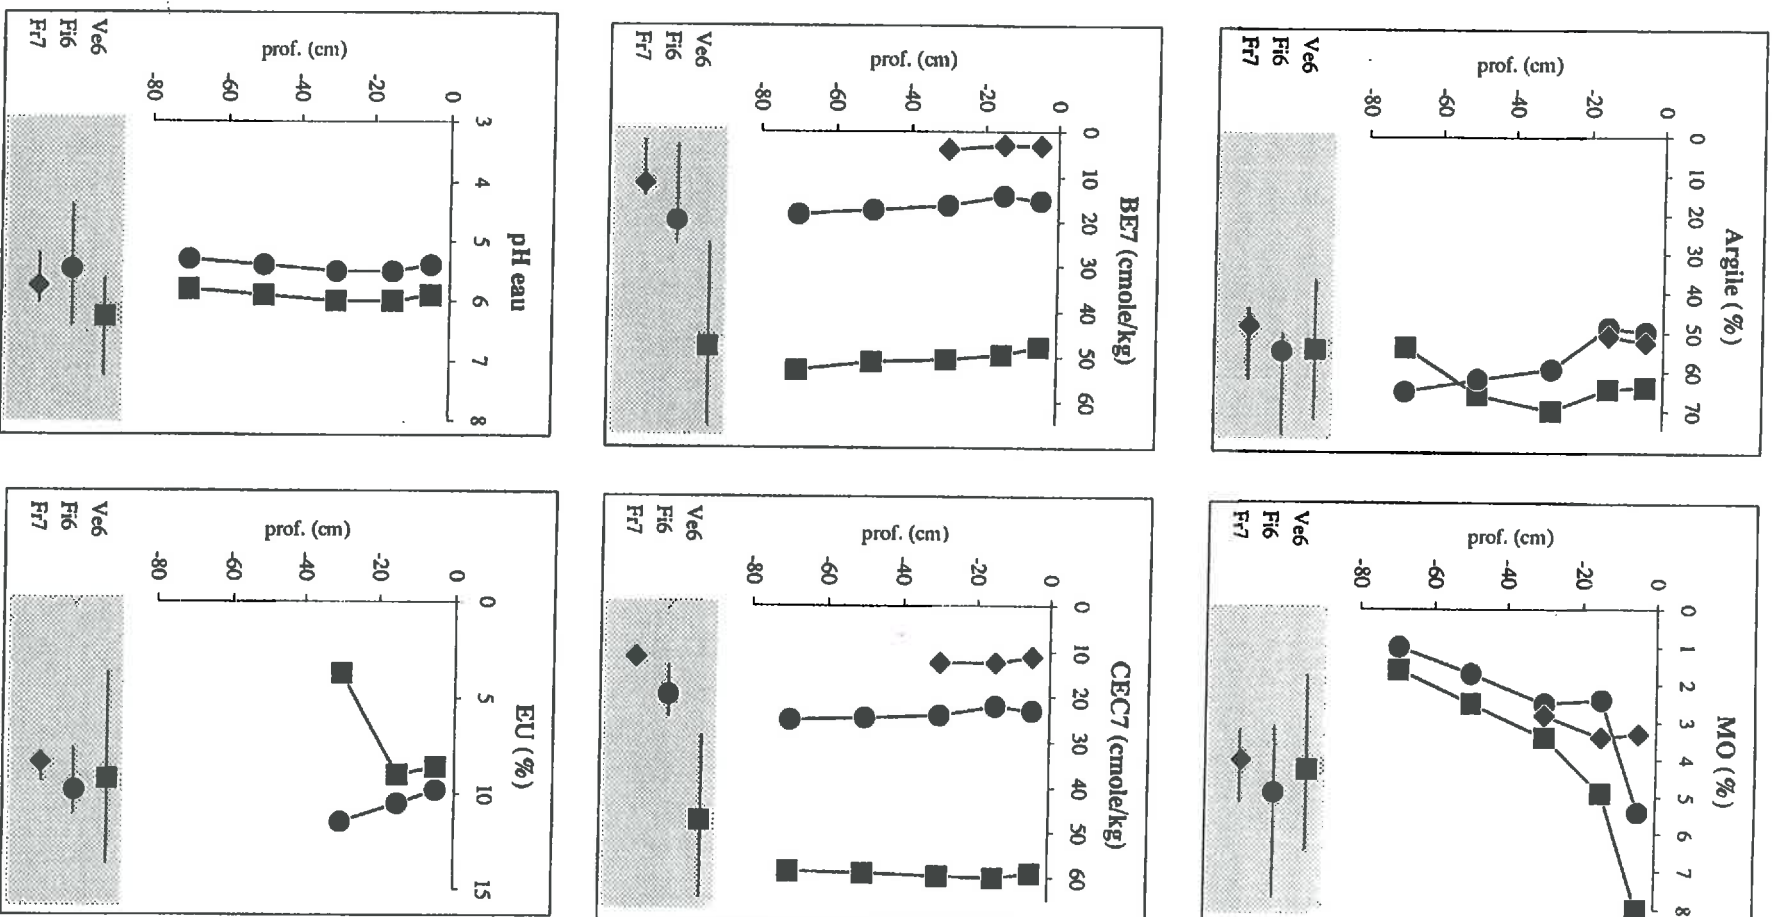 Argile (%)
0 10 20 30 40 50 60 70
0
-20
-40
-60
-80
prof. (cm)
Ve6
Fi6
Fr7
MO (%)
0 1 2 3 4 5 6 7 8
0
-20
-40
-60
-80
prof. (cm)
Ve6
Fi6
Fr7
BE7 (cmole/kg)
0 10 20 30 40 50 60
0
-20
-40
-60
-80
prof. (cm)
Ve6
Fi6
Fr7
CEC7 (cmole/kg)
0 10 20 30 40 50 60
0
-20
-40
-60
-80
prof. (cm)
Ve6
Fi6
Fr7
pH eau
3 4 5 6 7 8
0
-20
-40
-60
-80
prof. (cm)
Ve6
Fi6
Fr7
EU (%)
0 5 10 15
0
-20
-40
-60
-80
prof. (cm)
Ve6
Fi6
Fr7